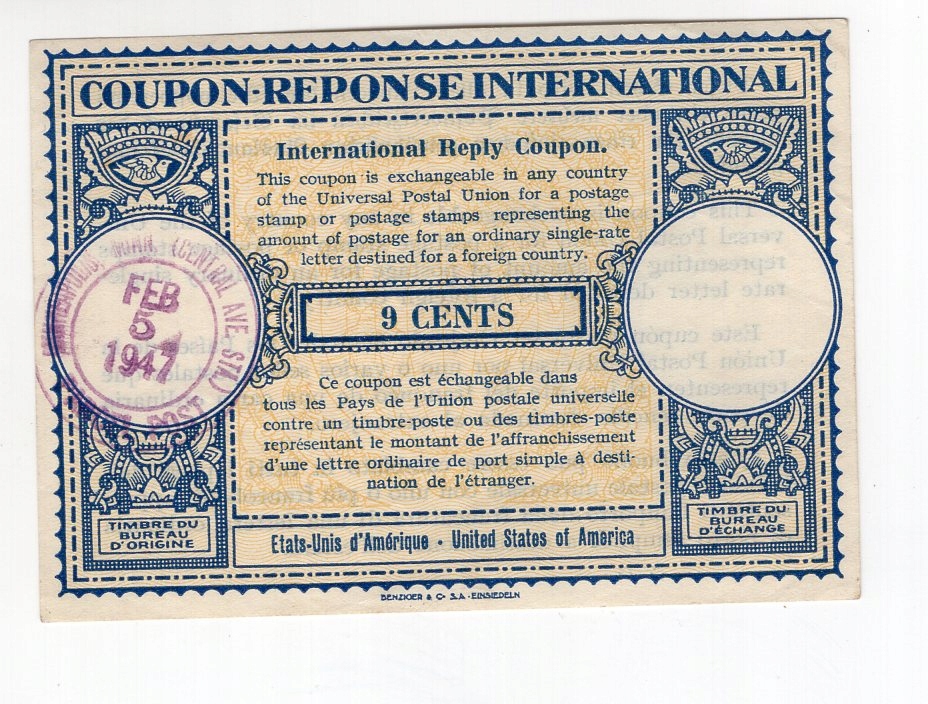 COUPON-REPONSE INTERNATIONAL
International Reply Coupon.
This coupon is exchangeable in any country
of the Universal Postal Union for a postage
stamp or postage stamps representing the
amount of postage for an ordinary single-rate
letter destined for a foreign country.
9 CENTS
Ce coupon est échangeable dans
tous les Pays de l'Union postale universelle
contre un timbre-poste ou des timbres-poste
représentant le montant de l'affranchissement
d'une lettre ordinaire de port simple à desti-
nation de l'étranger.
MINNEAPOLIS, MINN. (CENTRAL AVE. STA.)
FEB
5
1947
POST
TIMBRE DU
BUREAU
D'ORIGINE
TIMBRE DU
BUREAU
D'ÉCHANGE
Etats-Unis d'Amérique - United States of America
BENZIGER & Co S.A. - EINSIEDELN